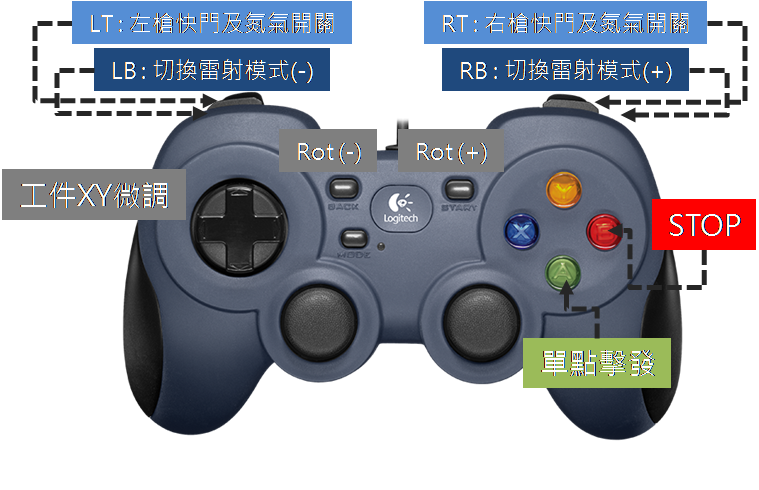 LT : 左槍快門及氮氣開關
RT : 右槍快門及氮氣開關
LB : 切換雷射模式(-)
RB : 切換雷射模式(+)
Rot (-)
Rot (+)
工件XY微調
BACK
START
Logitech
MODE
Y
X
B
A
STOP
單點擊發